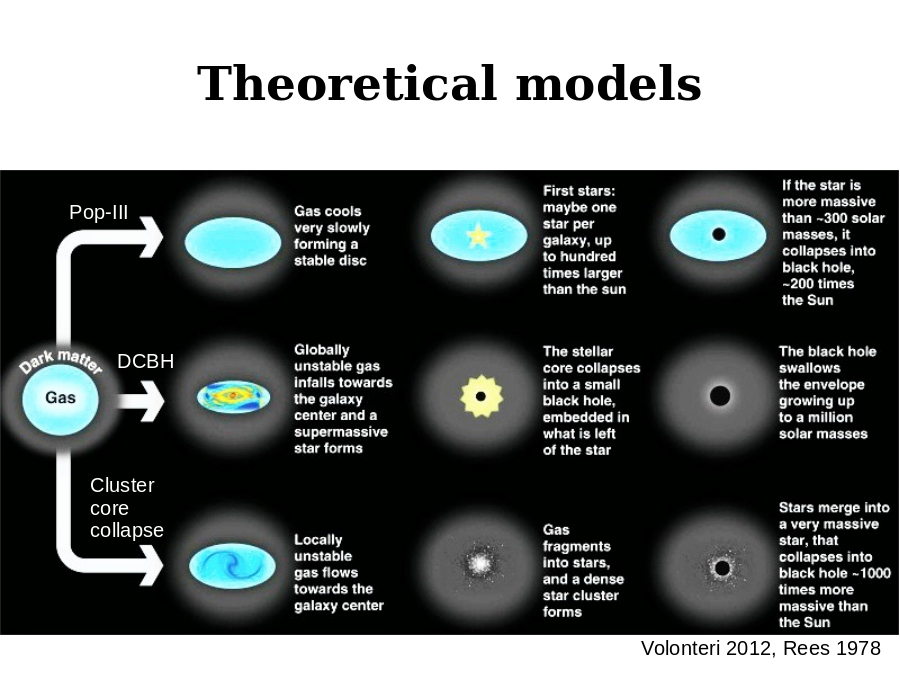 Theoretical models
Pop-III
Gas cools
very slowly
forming a
stable disc
First stars:
maybe one
star per
galaxy, up
to hundred
times larger
than the sun
If the star is
more massive
than ~300 solar
masses, it
collapses into
black hole,
~200 times
the Sun
Dark matter
Gas
DCBH
Globally
unstable gas
infalls towards
the galaxy
center and a
supermassive
star forms
The stellar
core collapses
into a small
black hole,
embedded in
what is left
of the star
The black hole
swallows
the envelope
growing up
to a million
solar masses
Cluster
core
collapse
Locally
unstable
gas flows
towards the
galaxy center
Gas
fragments
into stars,
and a dense
star cluster
forms
Stars merge into
a very massive
star, that
collapses into
black hole ~1000
times more
massive than
the Sun
Volonteri 2012, Rees 1978